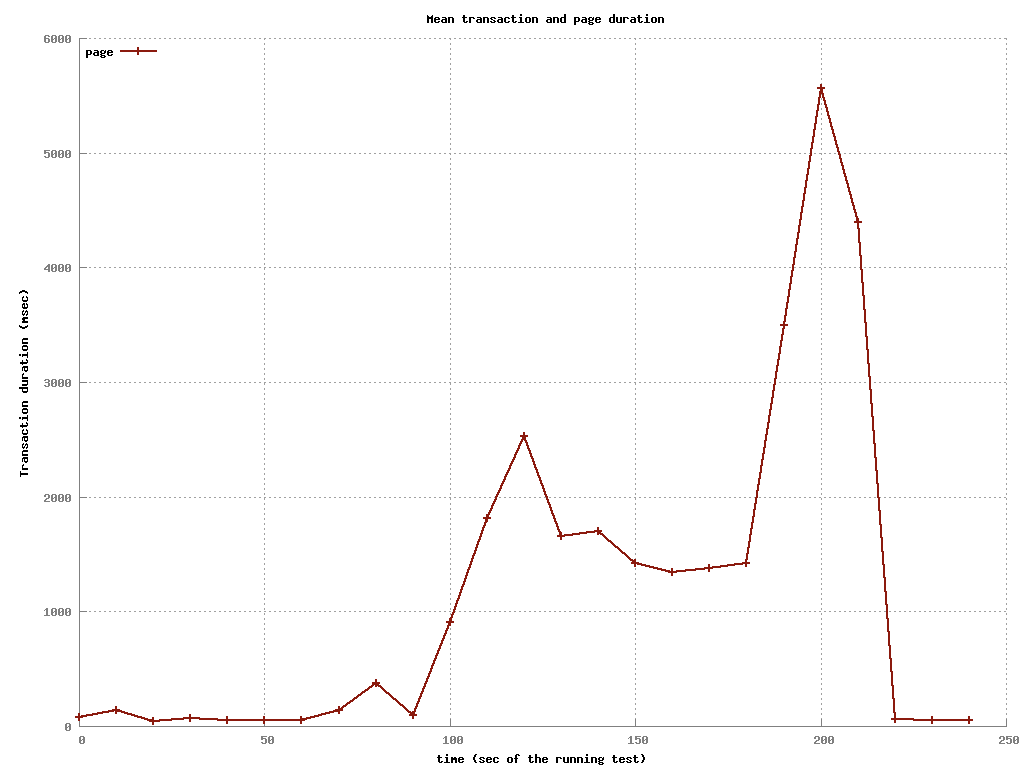 Mean transaction and page duration
6000
page
5000
4000
3000
2000
1000
0
Transaction duration (msec)
0 50 100 150 200 250
time (sec of the running test)